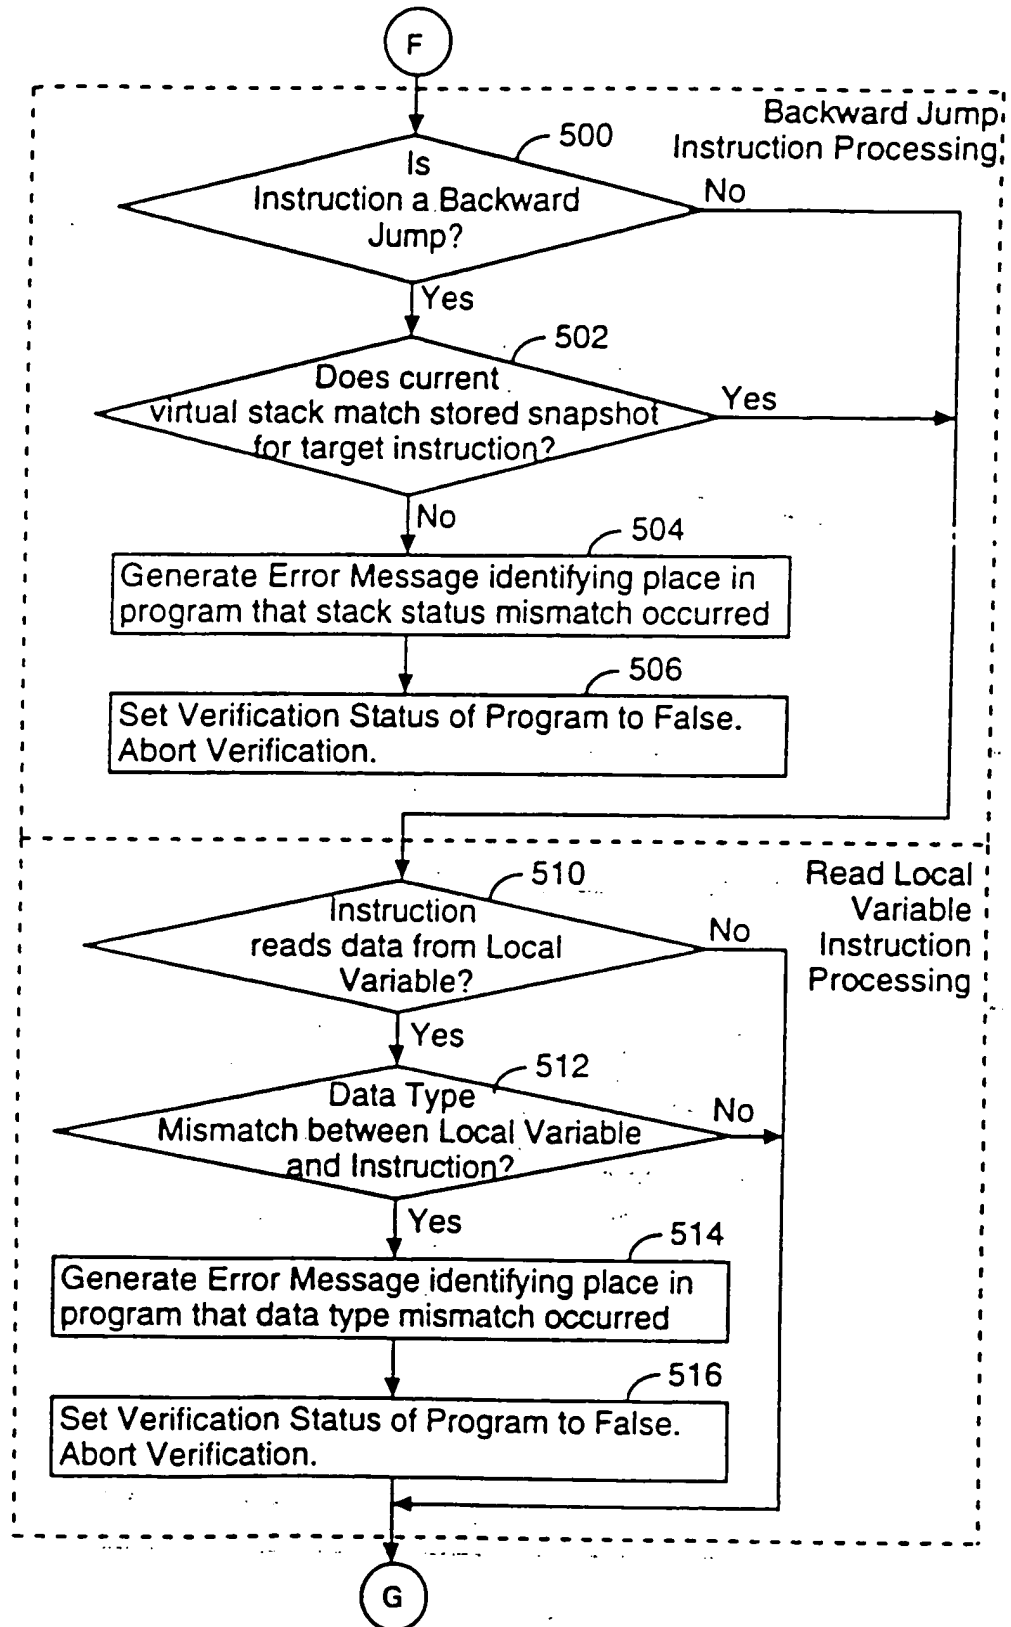 F
Backward Jump
Instruction Processing
500
Is
Instruction a Backward
Jump?
No
Yes
502
Does current
virtual stack match stored snapshot
for target instruction?
Yes
No
504
Generate Error Message identifying place in
program that stack status mismatch occurred
506
Set Verification Status of Program to False.
Abort Verification.
Read Local
Variable
Instruction
Processing
510
Instruction
reads data from Local
Variable?
No
Yes
512
Data Type
Mismatch between Local Variable
and Instruction?
No
Yes
514
Generate Error Message identifying place in
program that data type mismatch occurred
516
Set Verification Status of Program to False.
Abort Verification.
G